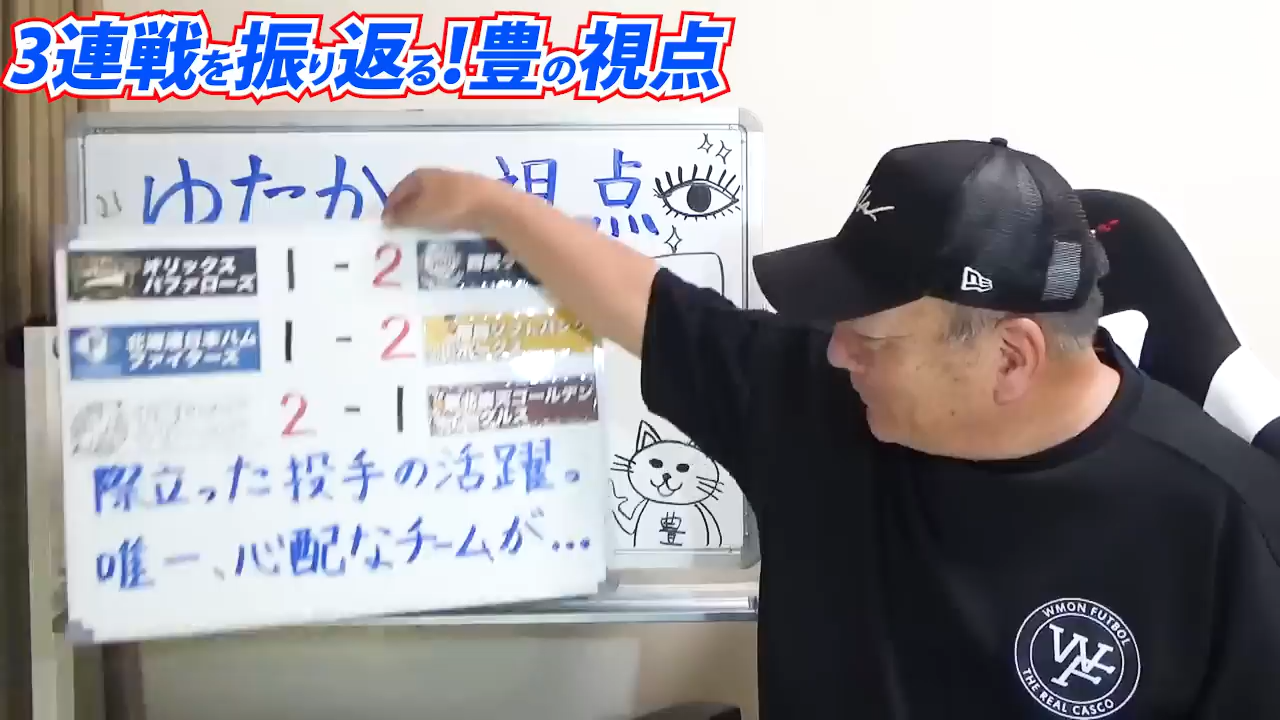 3連戦を振り返る!豊の視点
ゆたか 視点
オリックス
バファローズ
1 - 2
北海道日本ハム
ファイターズ
1 - 2
2 - 1
ゴールデン
際立った投手の活躍。
唯一、心配なチームが...
豊
WMON FUTBOL
WF
THE REAL CASCO